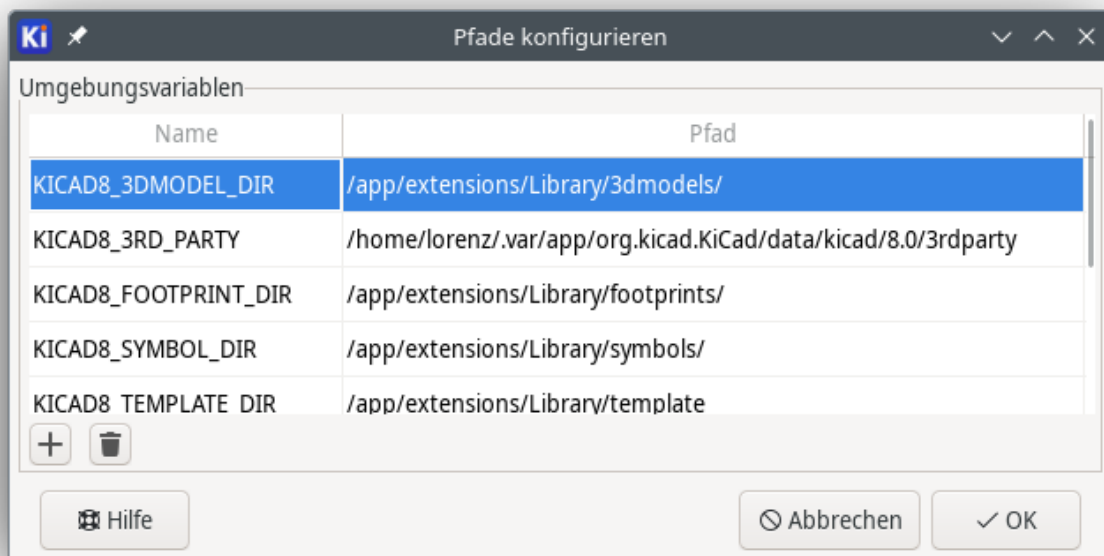 Ki Pfade konfigurieren
Umgebungsvariablen
Name Pfad
KICAD8_3DMODEL_DIR /app/extensions/Library/3dmodels/
KICAD8_3RD_PARTY /home/lorenz/.var/app/org.kicad.KiCad/data/kicad/8.0/3rdparty
KICAD8_FOOTPRINT_DIR /app/extensions/Library/footprints/
KICAD8_SYMBOL_DIR /app/extensions/Library/symbols/
KICAD8_TEMPLATE_DIR /app/extensions/Library/template
Hilfe Abbrechen OK